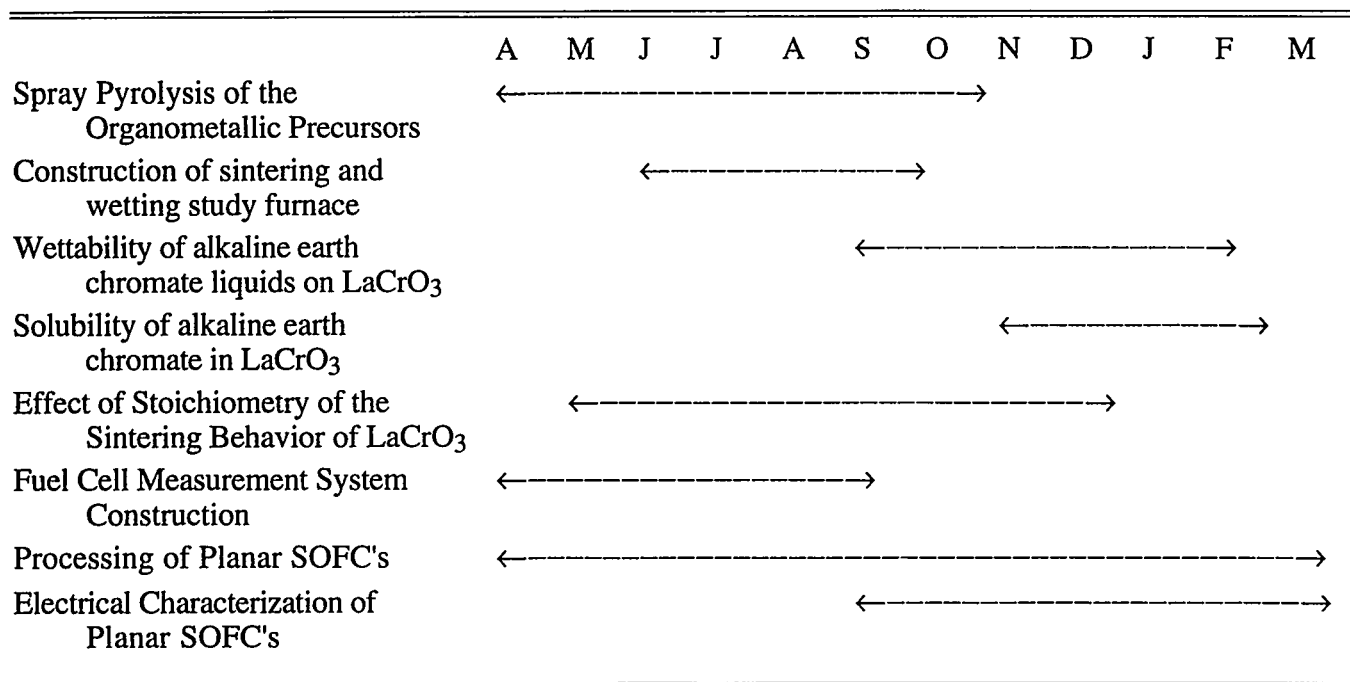 A M J J A S O N D J F M
Spray Pyrolysis of the
Organometallic Precursors
Construction of sintering and
wetting study furnace
Wettability of alkaline earth
chromate liquids on LaCrO3
Solubility of alkaline earth
chromate in LaCrO3
Effect of Stoichiometry of the
Sintering Behavior of LaCrO3
Fuel Cell Measurement System
Construction
Processing of Planar SOFC's
Electrical Characterization of
Planar SOFC's